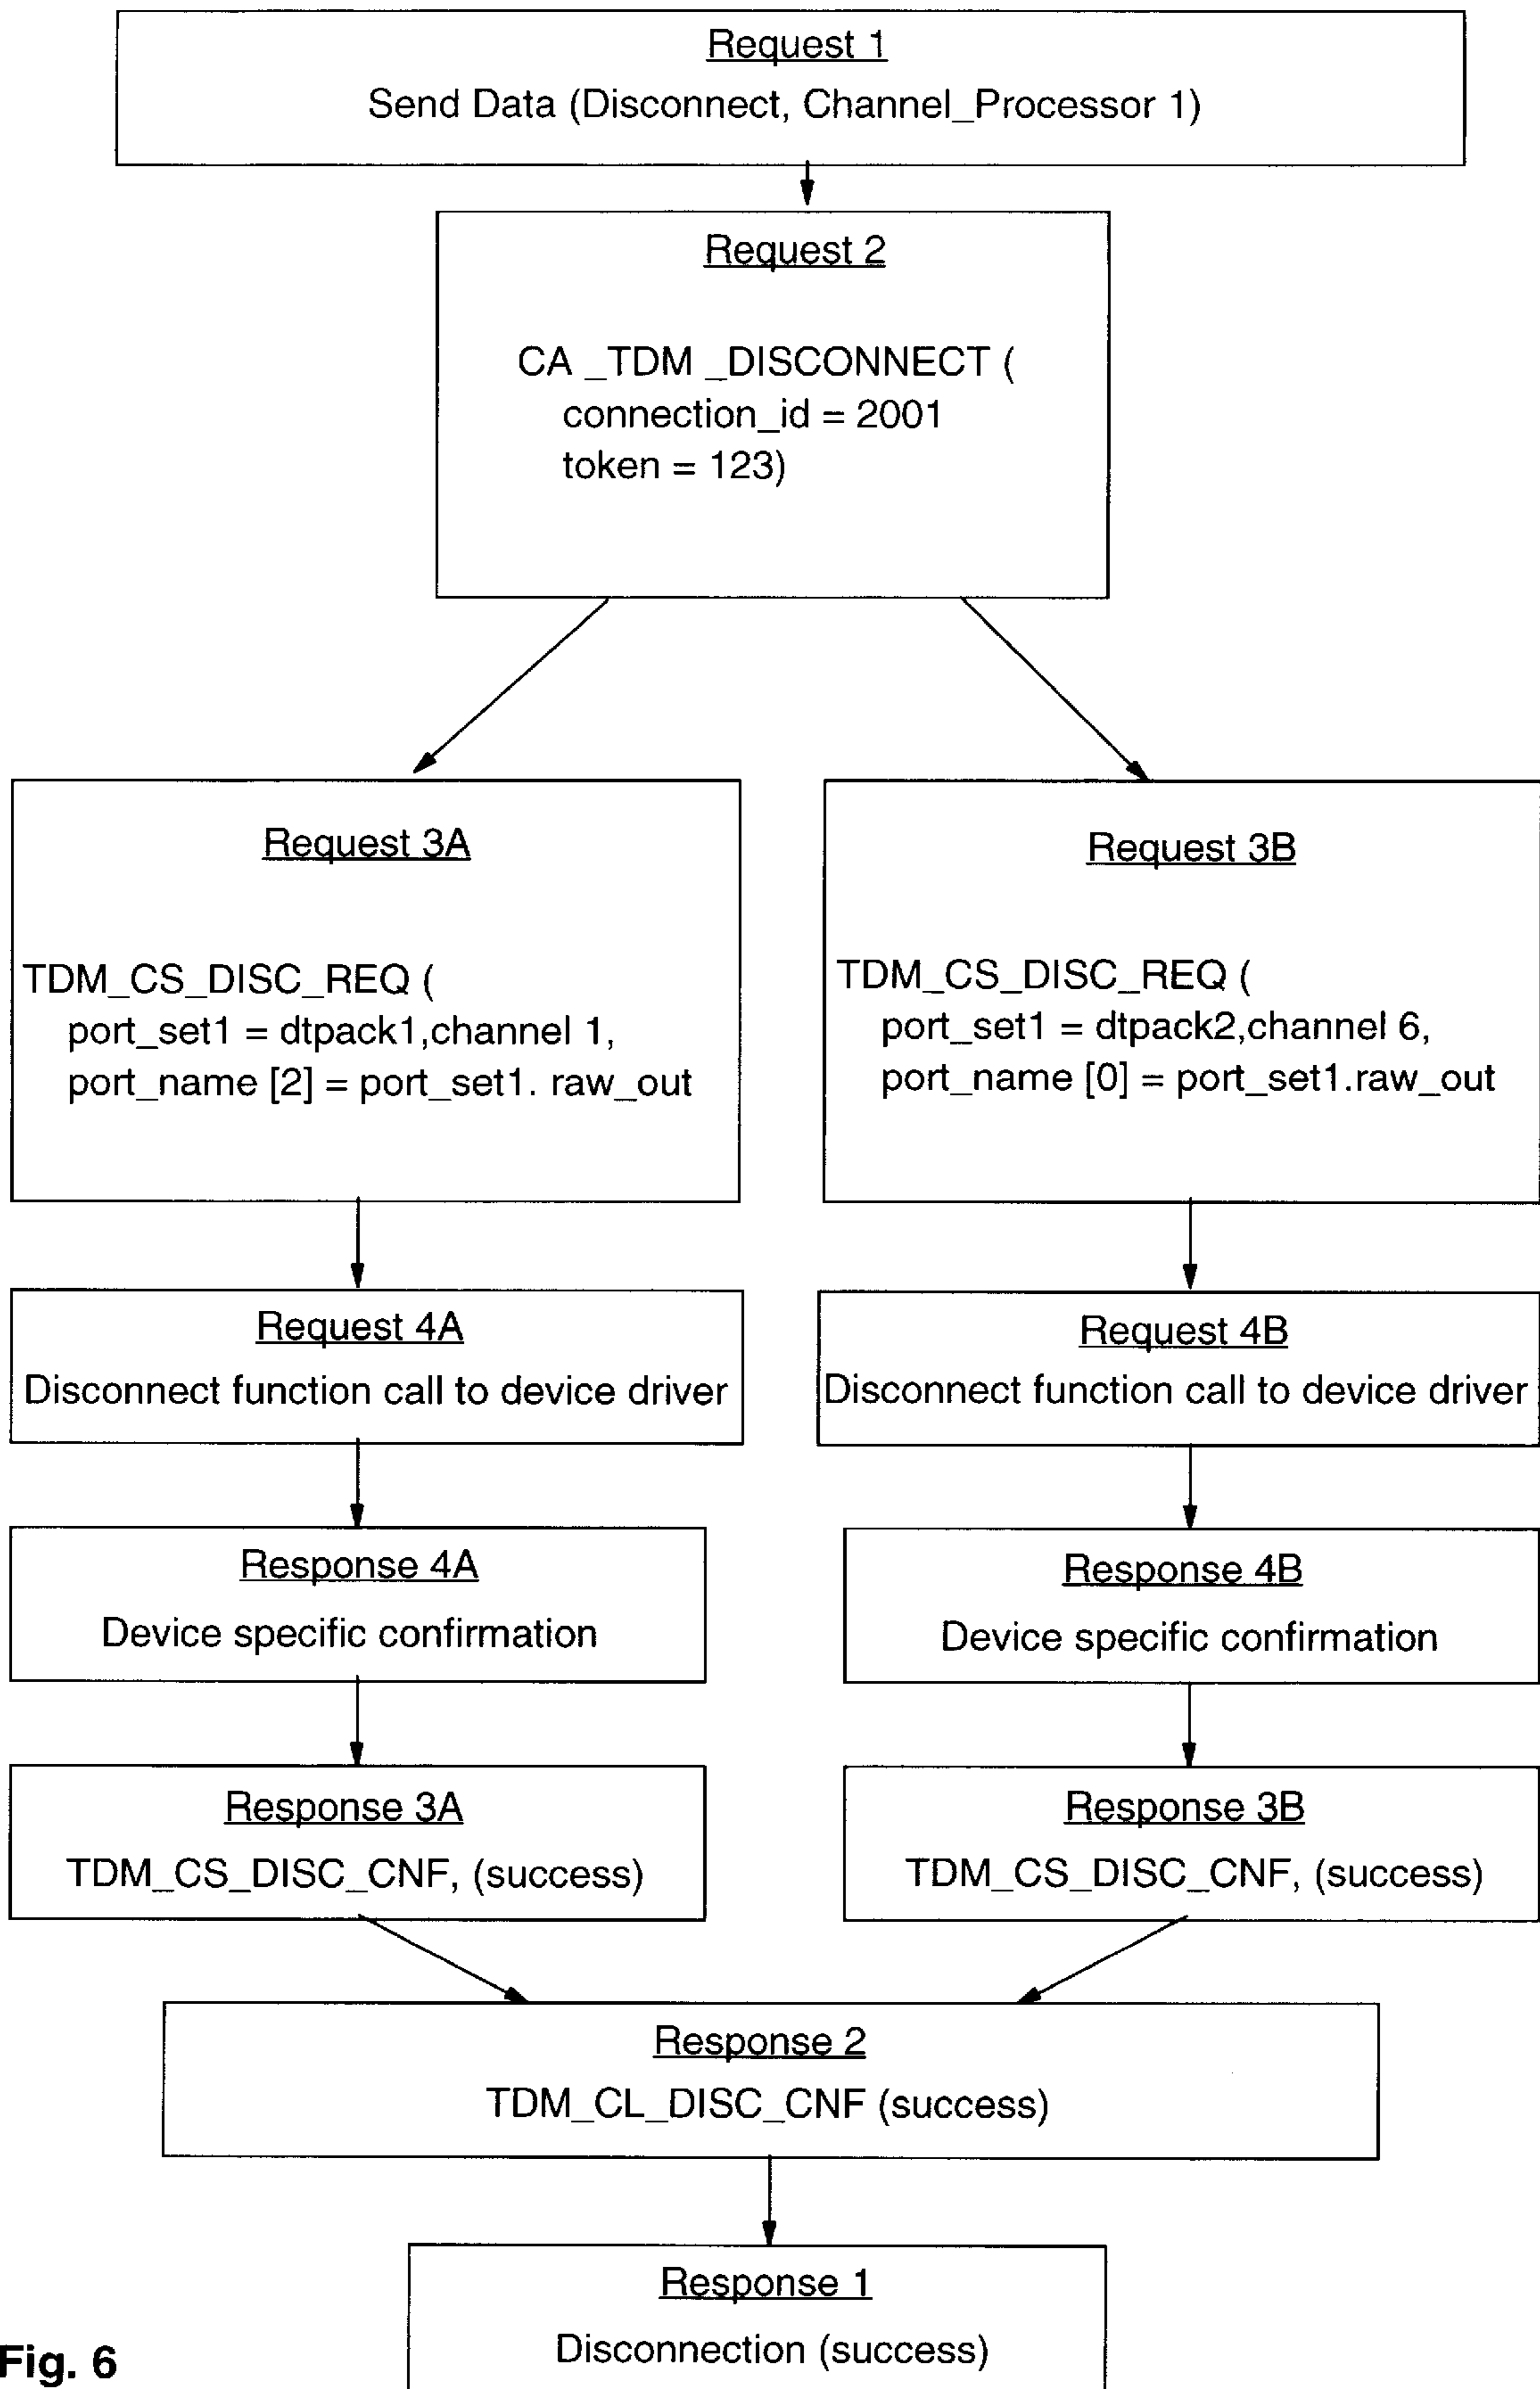 Request 1
Send Data (Disconnect, Channel_Processor 1)
Request 2
CA _TDM _DISCONNECT (
connection_id = 2001
token = 123)
Request 3A
TDM_CS_DISC_REQ (
port_set1 = dtpack1,channel 1,
port_name [2] = port_set1. raw_out
Request 3B
TDM_CS_DISC_REQ (
port_set1 = dtpack2,channel 6,
port_name [0] = port_set1.raw_out
Request 4A
Disconnect function call to device driver
Request 4B
Disconnect function call to device driver
Response 4A
Device specific confirmation
Response 4B
Device specific confirmation
Response 3A
TDM_CS_DISC_CNF, (success)
Response 3B
TDM_CS_DISC_CNF, (success)
Response 2
TDM_CL_DISC_CNF (success)
Response 1
Disconnection (success)
Fig. 6